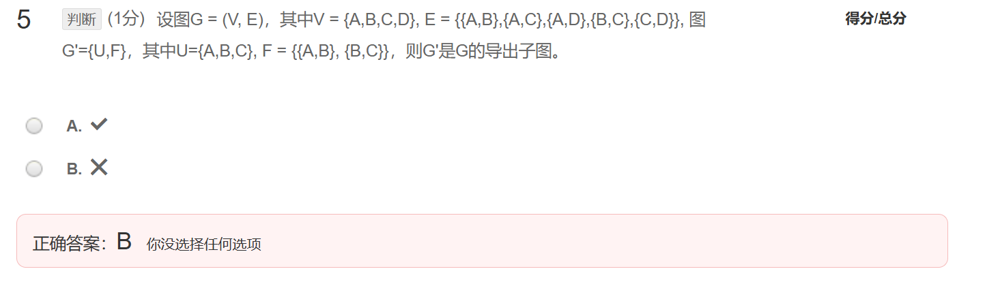 5 判断 (1分) 设图G = (V, E)，其中V = {A,B,C,D}, E = {{A,B},{A,C},{A,D},{B,C},{C,D}}, 图 得分/总分
G'={U,F}，其中U={A,B,C}, F = {{A,B}, {B,C}}，则G'是G的导出子图。
A. ✓
B. ✕
正确答案：B 你没选择任何选项